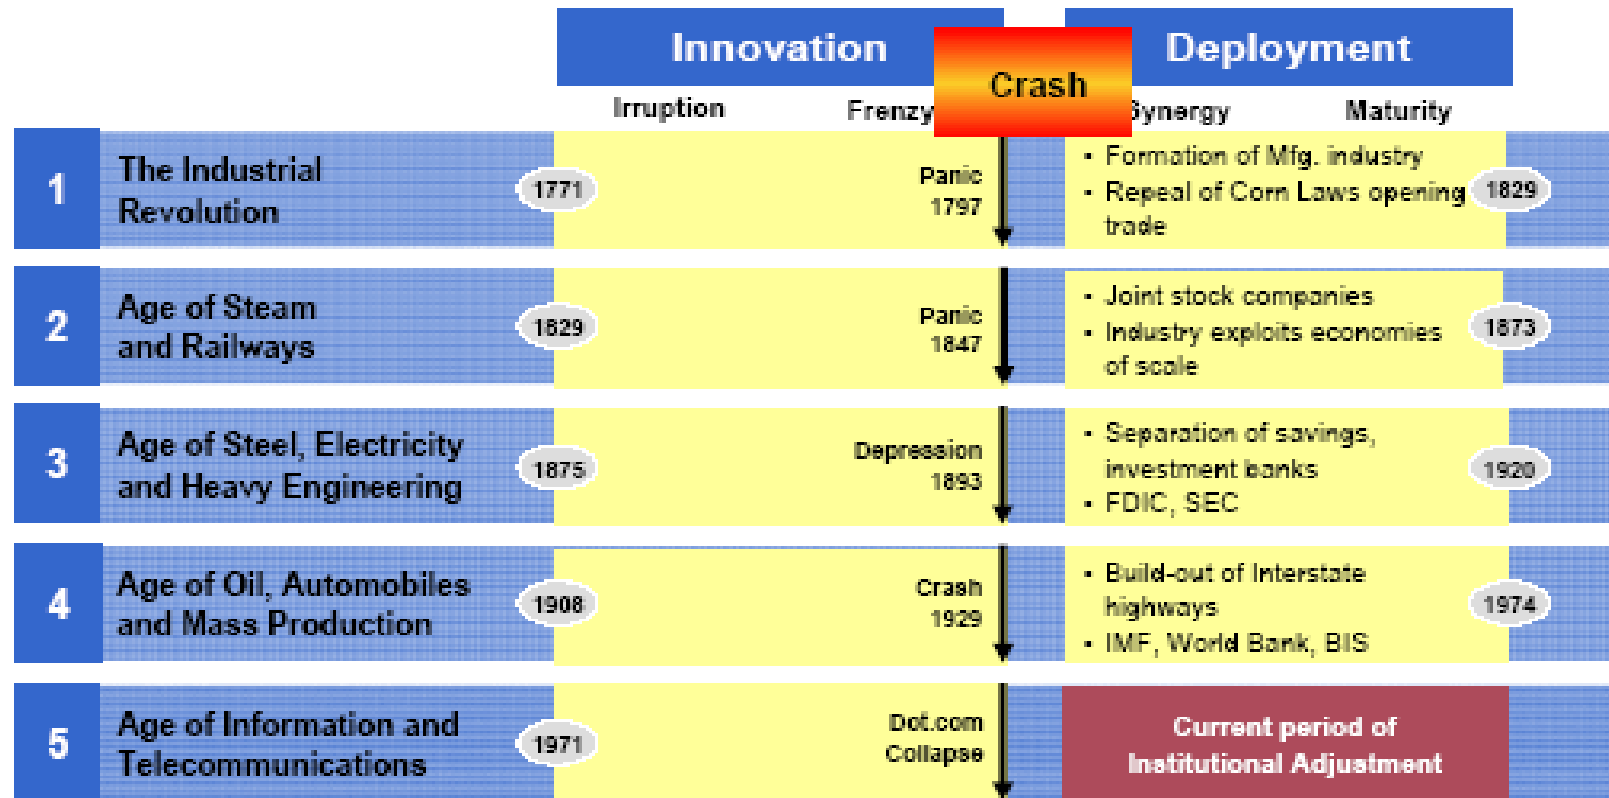 Innovation
Crash
Deployment
Irruption
Frenzy
Synergy
Maturity
1
The Industrial
Revolution
1771
Panic
1797
▪ Formation of Mfg. industry
▪ Repeal of Corn Laws opening
trade
1829
2
Age of Steam
and Railways
1829
Panic
1847
▪ Joint stock companies
▪ Industry exploits economies
of scale
1873
3
Age of Steel, Electricity
and Heavy Engineering
1875
Depression
1893
▪ Separation of savings,
investment banks
▪ FDIC, SEC
1920
4
Age of Oil, Automobiles
and Mass Production
1908
Crash
1929
▪ Build-out of Interstate
highways
▪ IMF, World Bank, BIS
1974
5
Age of Information and
Telecommunications
1971
Dot.com
Collapse
Current period of
Institutional Adjustment